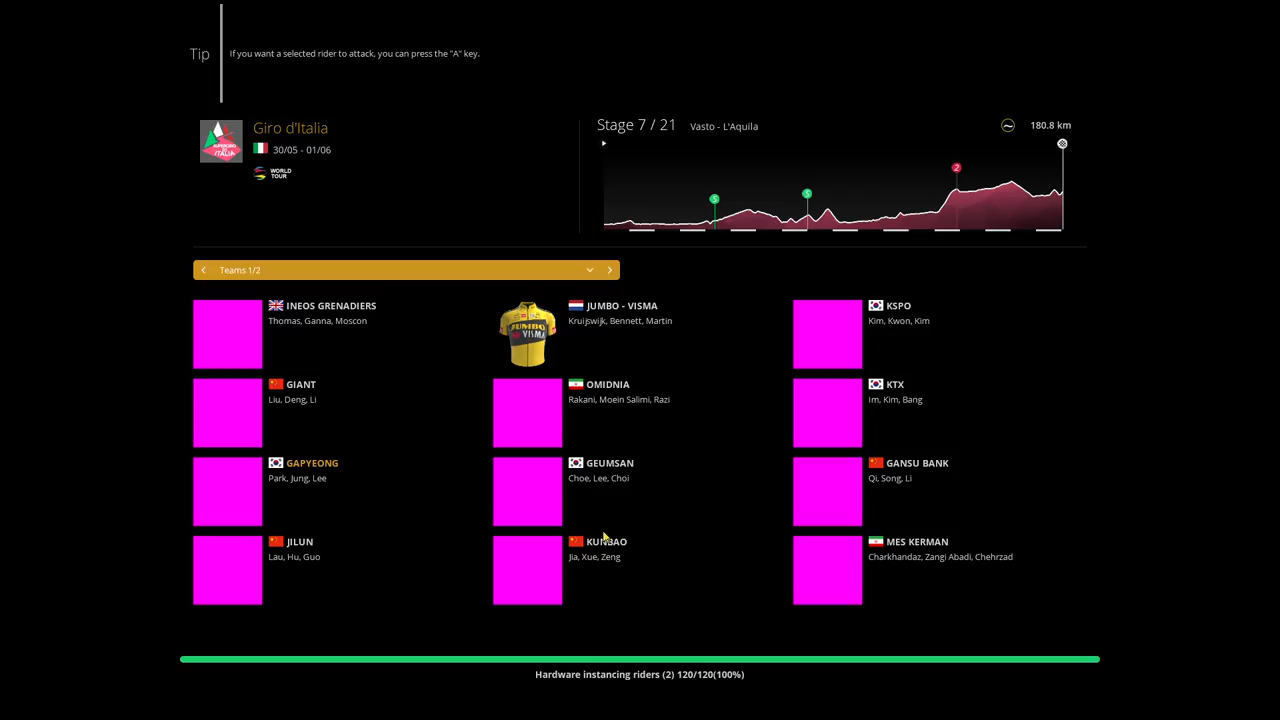 Tip
If you want a selected rider to attack, you can press the "A" key.
Giro d'Italia
30/05 - 01/06
WORLD
TOUR
Stage 7 / 21
Vasto - L'Aquila
180.8 km
S
S
2
Teams 1/2
INEOS GRENADIERS
Thomas, Ganna, Moscon
JUMBO - VISMA
Kruijswijk, Bennett, Martin
JUMBO
VISMA
KSPO
Kim, Kwon, Kim
GIANT
Liu, Deng, Li
OMIDNIA
Rakani, Moein Salimi, Razi
KTX
Im, Kim, Bang
GAPYEONG
Park, Jung, Lee
GEUMSAN
Choe, Lee, Choi
GANSU BANK
Qi, Song, Li
JILUN
Lau, Hu, Guo
KUNBAO
Jia, Xue, Zeng
MES KERMAN
Charkhandaz, Zangi Abadi, Chehrzad
Hardware instancing riders (2) 120/120(100%)